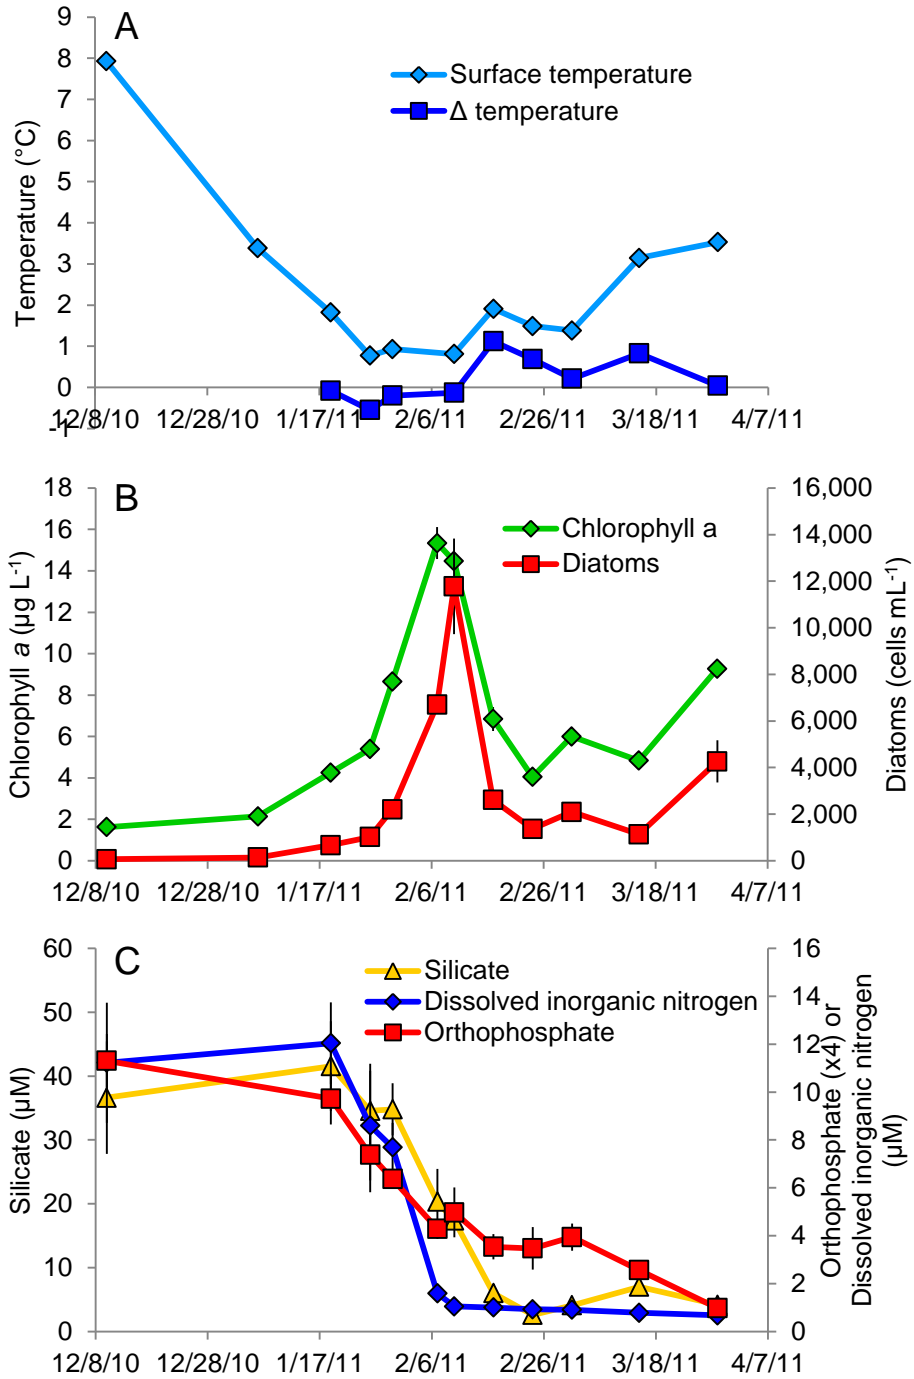 A
9
8
7
6
5
4
3
2
1
0
-1
Temperature (°C)
Surface temperature
Δ temperature
12/8/10 12/28/10 1/17/11 2/6/11 2/26/11 3/18/11 4/7/11
B
18
16
14
12
10
8
6
4
2
0
Chlorophyll a (µg L-1)
Chlorophyll a
Diatoms
16,000
14,000
12,000
10,000
8,000
6,000
4,000
2,000
0
Diatoms (cells mL-1)
12/8/10 12/28/10 1/17/11 2/6/11 2/26/11 3/18/11 4/7/11
C
60
50
40
30
20
10
0
Silicate (µM)
Silicate
Dissolved inorganic nitrogen
Orthophosphate
16
14
12
10
8
6
4
2
0
Orthophosphate (x4) or
Dissolved inorganic nitrogen
(µM)
12/8/10 12/28/10 1/17/11 2/6/11 2/26/11 3/18/11 4/7/11